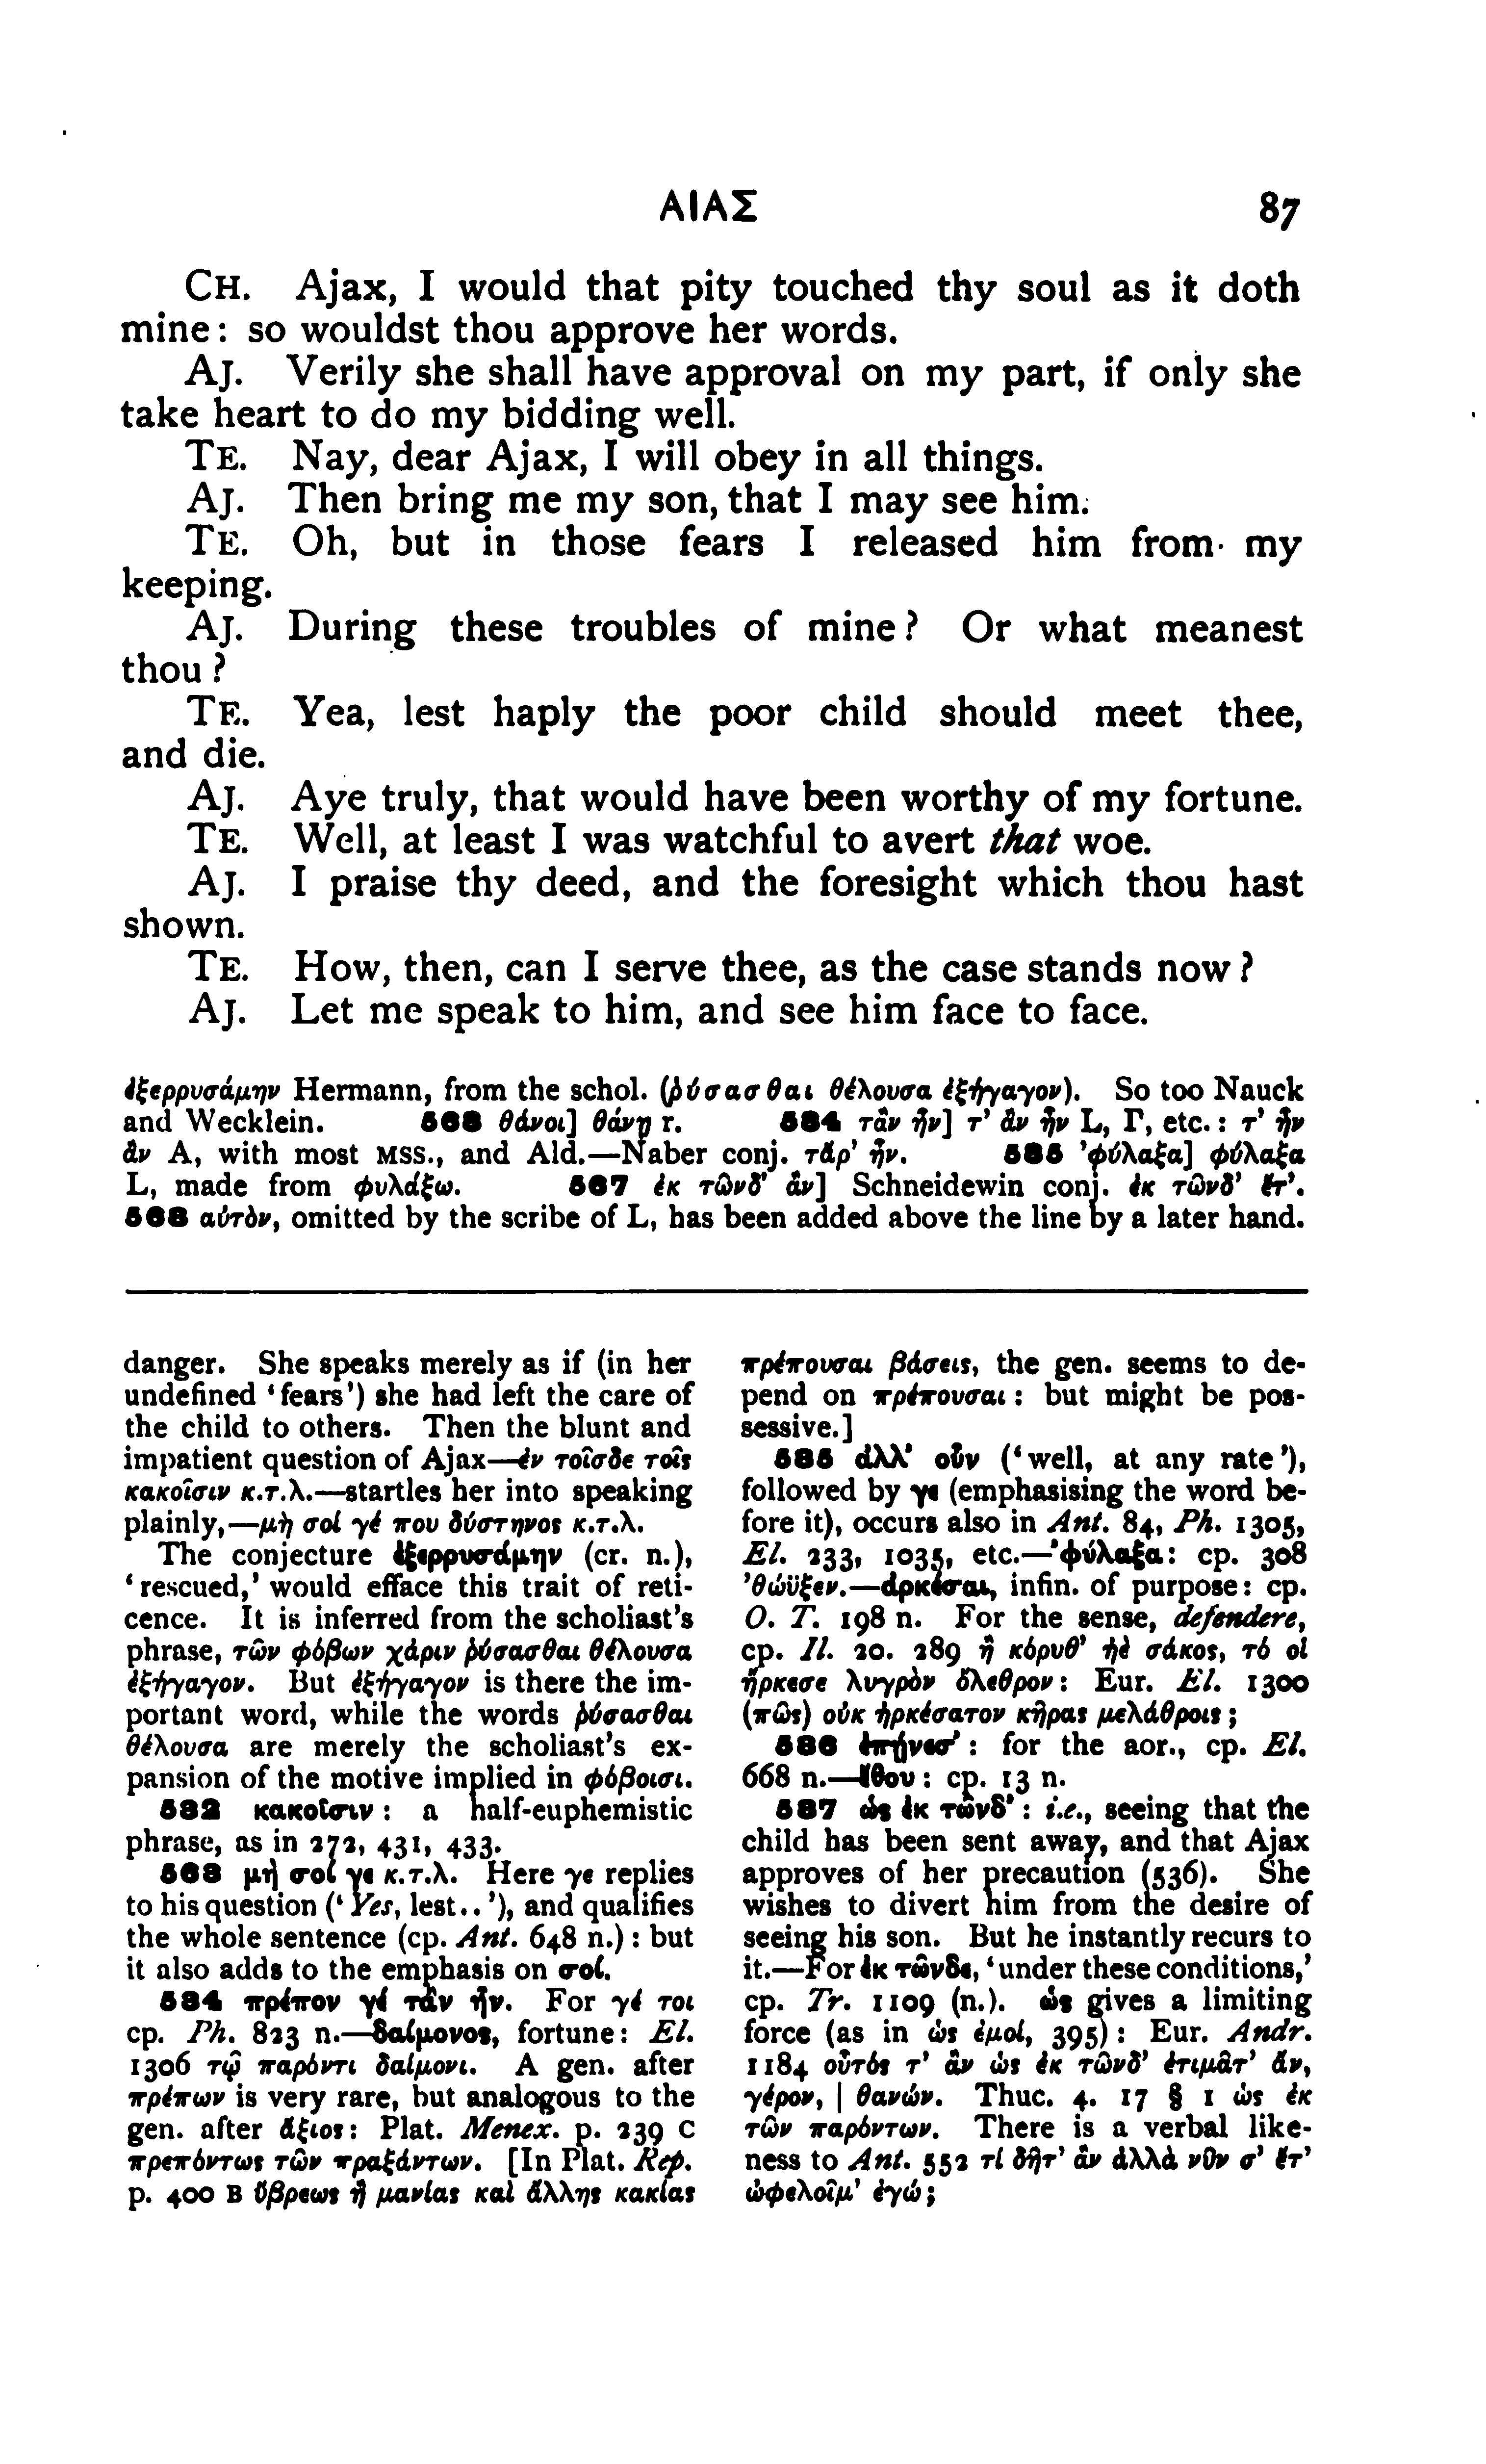 ΑΙΑΣ 87
CH. Ajax, I would that pity touched thy soul as it doth
mine: so wouldst thou approve her words.
AJ. Verily she shall have approval on my part, if only she
take heart to do my bidding well.
TE. Nay, dear Ajax, I will obey in all things.
AJ. Then bring me my son, that I may see him.
TE. Oh, but in those fears I released him from my
keeping.
AJ. During these troubles of mine? Or what meanest
thou?
TE. Yea, lest haply the poor child should meet thee,
and die.
AJ. Aye truly, that would have been worthy of my fortune.
TE. Well, at least I was watchful to avert that woe.
AJ. I praise thy deed, and the foresight which thou hast
shown.
TE. How, then, can I serve thee, as the case stands now?
AJ. Let me speak to him, and see him face to face.
ἐξερρυσάμην Hermann, from the schol. (ῥύσασθαι θέλουσα ἐξήγαγον). So too Nauck
and Wecklein. 533 θάνοι] θάνῃ r. 534 τἂν ἦν] τ’ ἂν ἦν L, Γ, etc.: τ’ ἦν
ἂν A, with most MSS., and Ald.—Naber conj. τἄρ’ ἦν. 535 ’φύλαξα] φύλαξα
L, made from φυλάξω. 537 ἐκ τῶνδ’ ἂν] Schneidewin conj. ἐκ τῶνδ’ ἔτ’.
538 αὐτὸν, omitted by the scribe of L, has been added above the line by a later hand.
danger. She speaks merely as if (in her
undefined ‘fears’) she had left the care of
the child to others. Then the blunt and
impatient question of Ajax—ἐν τοῖσδε τοῖς
κακοῖσιν κ.τ.λ.—startles her into speaking
plainly,—μὴ σοί γέ που δύστηνος κ.τ.λ.
The conjecture ἐξερρυσάμην (cr. n.),
‘rescued,’ would efface this trait of reti-
cence. It is inferred from the scholiast’s
phrase, τῶν φόβων χάριν ῥύσασθαι θέλουσα
ἐξήγαγον. But ἐξήγαγον is there the im-
portant word, while the words ῥύσασθαι
θέλουσα are merely the scholiast’s ex-
pansion of the motive implied in φόβοισι.
532 κακοῖσιν: a half-euphemistic
phrase, as in 272, 431, 433.
533 μὴ σοί γε κ.τ.λ. Here γε replies
to his question (‘Yes, lest..’), and qualifies
the whole sentence (cp. Ant. 648 n.): but
it also adds to the emphasis on σοί.
534 πρέπον γέ τἂν ἦν. For γέ τοι
cp. Ph. 823 n.—δαίμονος, fortune: El.
1306 τῷ παρόντι δαίμονι. A gen. after
πρέπων is very rare, but analogous to the
gen. after ἄξιος: Plat. Menex. p. 239 C
πρεπόντως τῶν πραξάντων. [In Plat. Rep.
p. 400 B ὕβρεως ἢ μανίας καὶ ἄλλης κακίας
πρέπουσαι βάσεις, the gen. seems to de-
pend on πρέπουσαι: but might be pos-
sessive.]
535 ἀλλ’ οὖν (‘well, at any rate’),
followed by γε (emphasising the word be-
fore it), occurs also in Ant. 84, Ph. 1305,
El. 233, 1035, etc.—’φύλαξα: cp. 308
’θώϋξεν.—ἀρκέσαι, infin. of purpose: cp.
O. T. 198 n. For the sense, defendere,
cp. Il. 20. 289 ἢ κόρυθ’ ἠὲ σάκος, τό οἱ
ἤρκεσε λυγρὸν ὄλεθρον: Eur. El. 1300
(πῶς) οὐκ ἠρκέσατον κῆρας μελάθροις;
536 ἐπῄνεσ’: for the aor., cp. El.
668 n.—ἔθου: cp. 13 n.
537 ὡς ἐκ τῶνδ’: i.e., seeing that the
child has been sent away, and that Ajax
approves of her precaution (536). She
wishes to divert him from the desire of
seeing his son. But he instantly recurs to
it.—For ἐκ τῶνδε, ‘under these conditions,’
cp. Tr. 1109 (n.). ὡς gives a limiting
force (as in ὡς ἐμοί, 395): Eur. Andr.
1184 οὗτός τ’ ἂν ὡς ἐκ τῶνδ’ ἐτιμᾶτ’ ἄν,
γέρον, | θανών. Thuc. 4. 17 § 1 ὡς ἐκ
τῶν παρόντων. There is a verbal like-
ness to Ant. 552 τί δῆτ’ ἂν ἀλλὰ νῦν σ’ ἔτ’
ὠφελοῖμ’ ἐγώ;